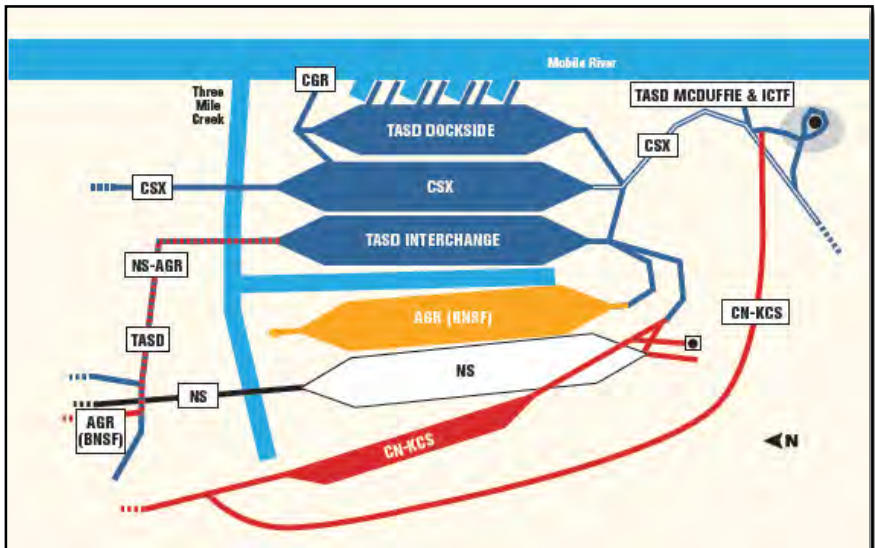 Mobile River
Three
Mile
Creek
CGR
TASD MCDUFFIE & ICTF
TASD DOCKSIDE
CSX
CSX
CSX
TASD INTERCHANGE
NS-AGR
AGR (BNSF)
CN-KCS
TASD
NS
NS
AGR
(BNSF)
CN-KCS
N